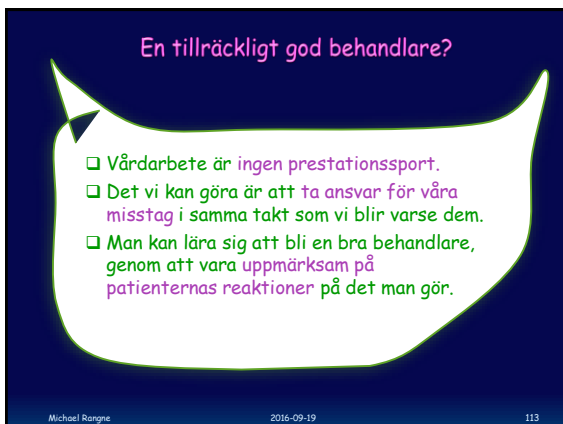 En tillräckligt god behandlare?
❑ Vårdarbete är ingen prestationssport.
❑ Det vi kan göra är att ta ansvar för våra
misstag i samma takt som vi blir varse dem.
❑ Man kan lära sig att bli en bra behandlare,
genom att vara uppmärksam på
patienternas reaktioner på det man gör.
Michael Rangne 2016-09-19 113